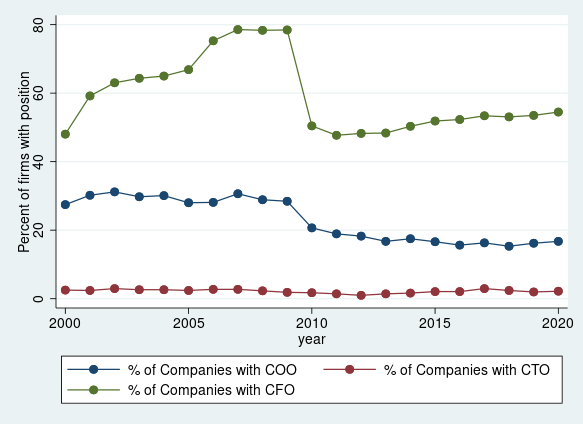 Percent of firms with position
80
60
40
20
0
2000 2005 2010 2015 2020
year
% of Companies with COO % of Companies with CTO
% of Companies with CFO